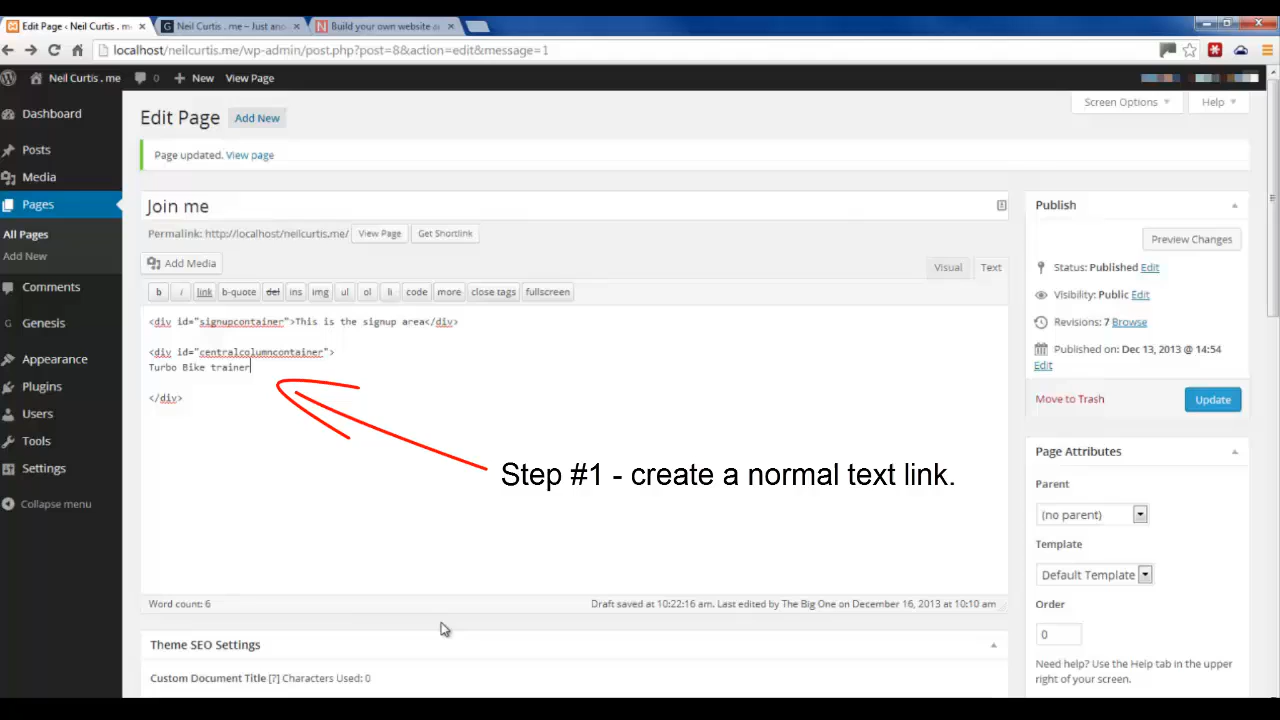 Edit Page ‹ Neil Curtis . m
Neil Curtis . me ~ Just ano
Build your own website a
localhost/neilcurtis.me/wp-admin/post.php?post=8&action=edit&message=1
Neil Curtis . me 0 + New View Page
Dashboard
Posts
Media
Pages
All Pages
Add New
Comments
Genesis
Appearance
Plugins
Users
Tools
Settings
Collapse menu
Screen Options Help
Edit Page Add New
Page updated. View page
Join me
Permalink: http://localhost/neilcurtis.me/ View Page Get Shortlink
Add Media
Visual Text
b i link b-quote del ins img ul ol li code more close tags fullscreen
<div id="signupcontainer">This is the signup area</div>
<div id="centralcolumncontainer">
Turbo Bike trainer
</div>
Step #1 - create a normal text link.
Word count: 6
Draft saved at 10:22:16 am. Last edited by The Big One on December 16, 2013 at 10:10 am
Theme SEO Settings
Custom Document Title [?] Characters Used: 0
Publish
Preview Changes
Status: Published Edit
Visibility: Public Edit
Revisions: 7 Browse
Published on: Dec 13, 2013 @ 14:54
Edit
Move to Trash Update
Page Attributes
Parent
(no parent)
Template
Default Template
Order
0
Need help? Use the Help tab in the upper
right of your screen.